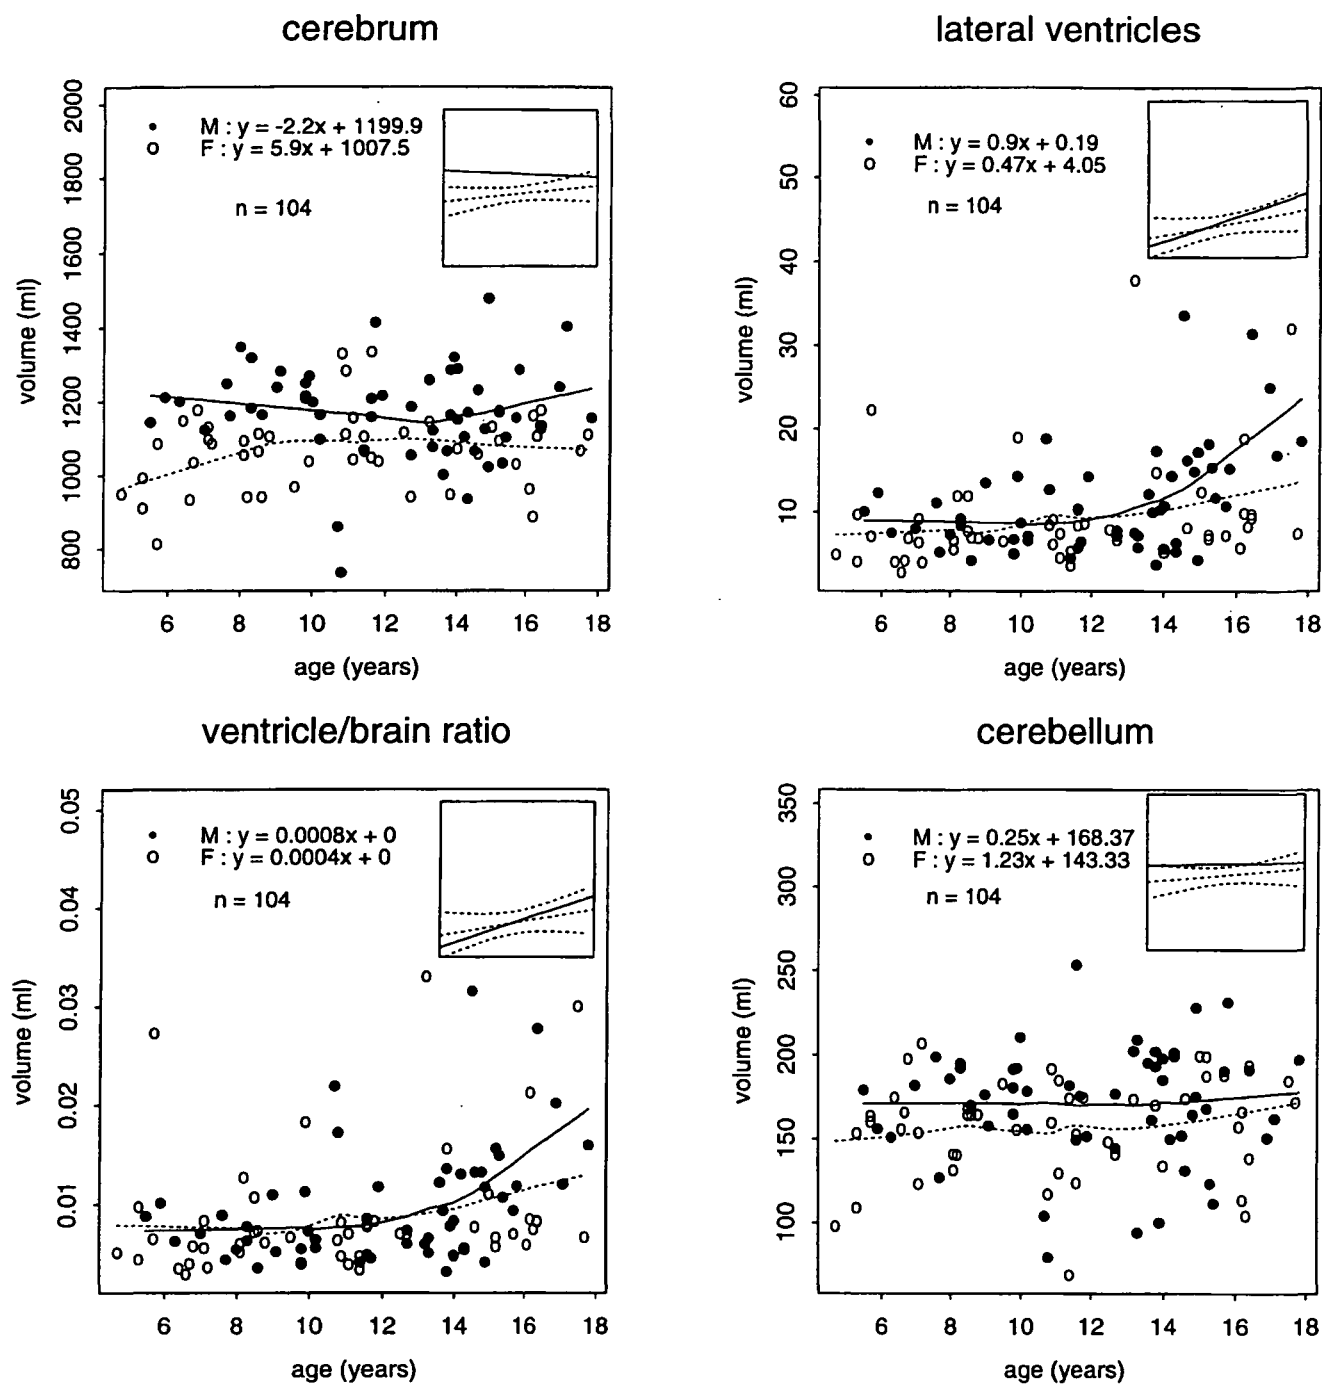 cerebrum
2000
1800
1600
1400
1200
1000
800
volume (ml)
M : y = -2.2x + 1199.9
F : y = 5.9x + 1007.5
n = 104
6 8 10 12 14 16 18
age (years)
lateral ventricles
60
50
40
30
20
10
volume (ml)
M : y = 0.9x + 0.19
F : y = 0.47x + 4.05
n = 104
6 8 10 12 14 16 18
age (years)
ventricle/brain ratio
0.05
0.04
0.03
0.02
0.01
volume (ml)
M : y = 0.0008x + 0
F : y = 0.0004x + 0
n = 104
6 8 10 12 14 16 18
age (years)
cerebellum
350
300
250
200
150
100
volume (ml)
M : y = 0.25x + 168.37
F : y = 1.23x + 143.33
n = 104
6 8 10 12 14 16 18
age (years)